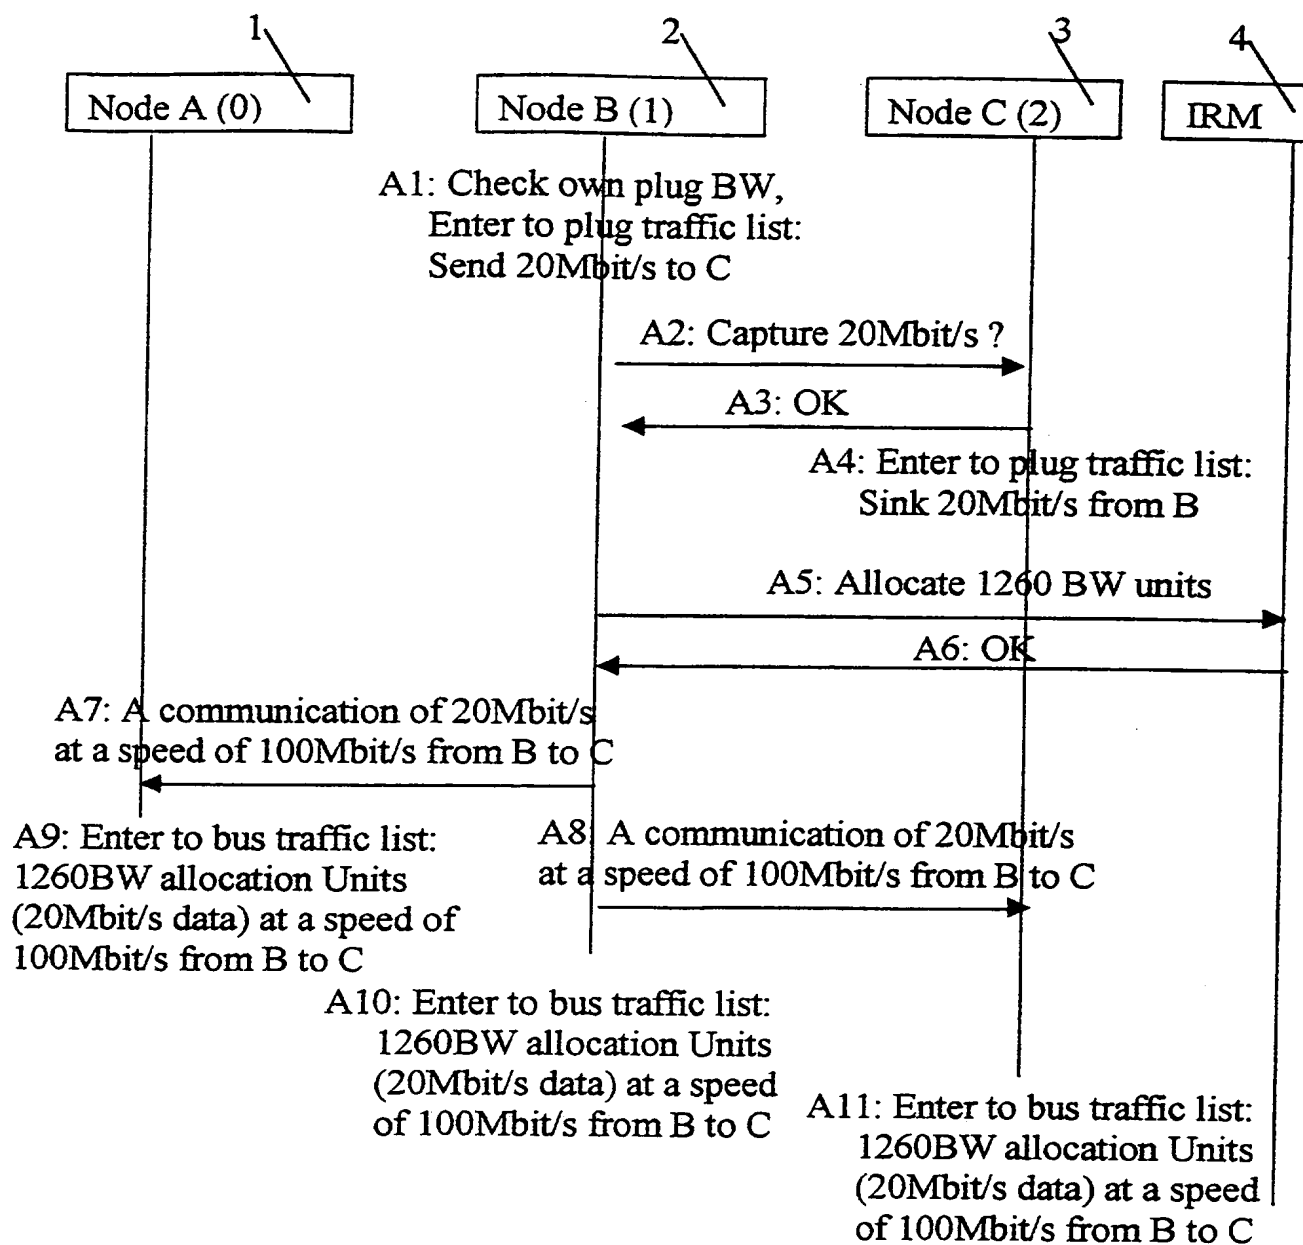 1
2
3
4
Node A (0)
Node B (1)
Node C (2)
IRM
A1: Check own plug BW,
Enter to plug traffic list:
Send 20Mbit/s to C
A2: Capture 20Mbit/s ?
A3: OK
A4: Enter to plug traffic list:
Sink 20Mbit/s from B
A5: Allocate 1260 BW units
A6: OK
A7: A communication of 20Mbit/s
at a speed of 100Mbit/s from B to C
A8: A communication of 20Mbit/s
at a speed of 100Mbit/s from B to C
A9: Enter to bus traffic list:
1260BW allocation Units
(20Mbit/s data) at a speed of
100Mbit/s from B to C
A10: Enter to bus traffic list:
1260BW allocation Units
(20Mbit/s data) at a speed
of 100Mbit/s from B to C
A11: Enter to bus traffic list:
1260BW allocation Units
(20Mbit/s data) at a speed
of 100Mbit/s from B to C